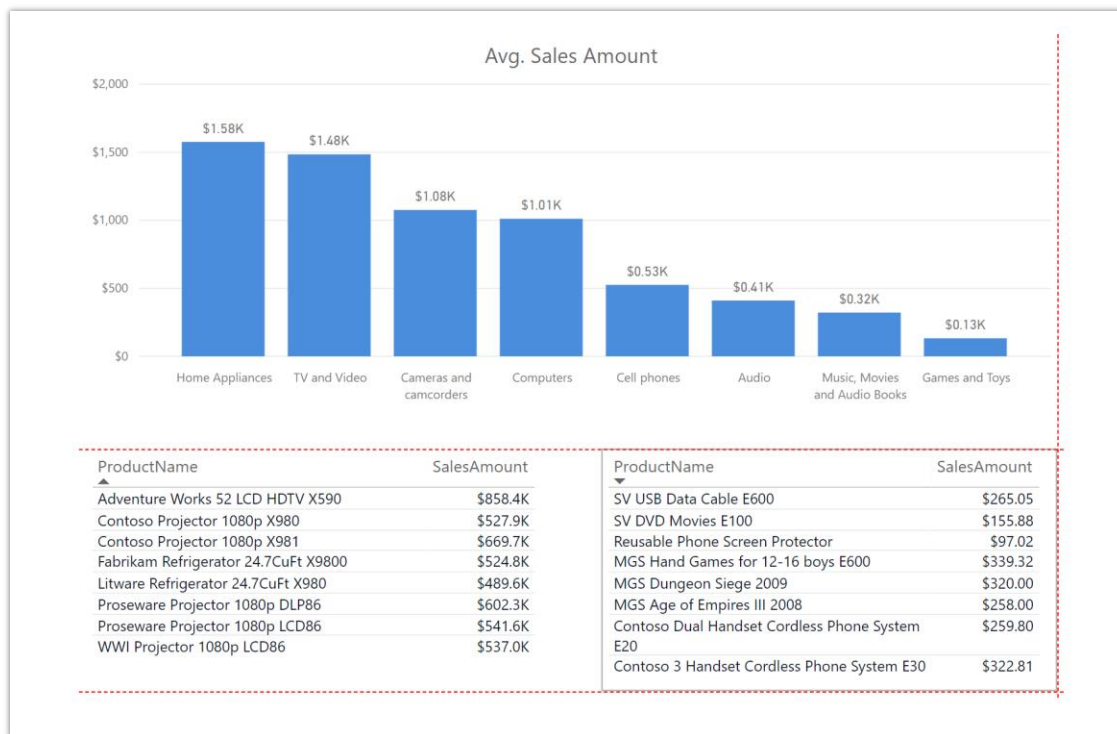 Avg. Sales Amount
$2,000
$1,500
$1,000
$500
$0
$1.58K
$1.48K
$1.08K
$1.01K
$0.53K
$0.41K
$0.32K
$0.13K
Home Appliances
TV and Video
Cameras and
camcorders
Computers
Cell phones
Audio
Music, Movies
and Audio Books
Games and Toys
ProductName SalesAmount
Adventure Works 52 LCD HDTV X590 $858.4K
Contoso Projector 1080p X980 $527.9K
Contoso Projector 1080p X981 $669.7K
Fabrikam Refrigerator 24.7CuFt X9800 $524.8K
Litware Refrigerator 24.7CuFt X980 $489.6K
Proseware Projector 1080p DLP86 $602.3K
Proseware Projector 1080p LCD86 $541.6K
WWI Projector 1080p LCD86 $537.0K
ProductName SalesAmount
SV USB Data Cable E600 $265.05
SV DVD Movies E100 $155.88
Reusable Phone Screen Protector $97.02
MGS Hand Games for 12-16 boys E600 $339.32
MGS Dungeon Siege 2009 $320.00
MGS Age of Empires III 2008 $258.00
Contoso Dual Handset Cordless Phone System $259.80
E20
Contoso 3 Handset Cordless Phone System E30 $322.81